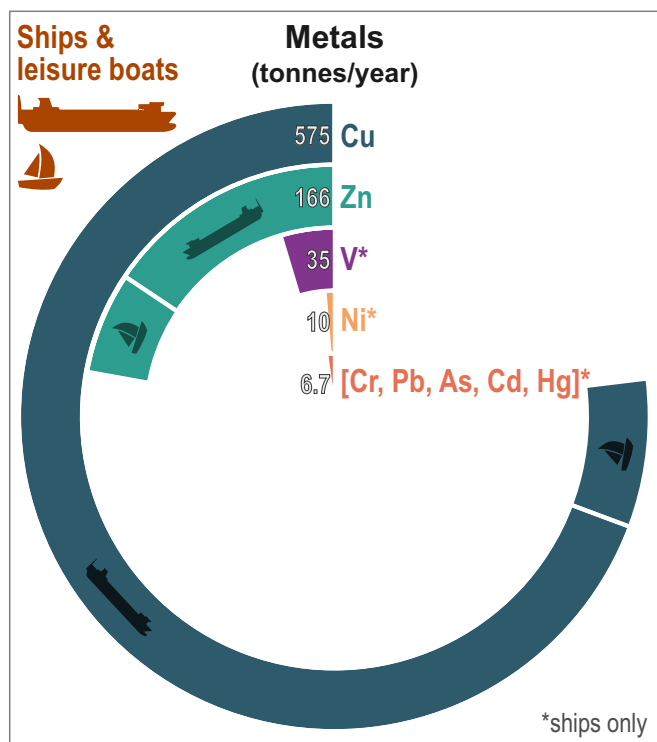 Ships &
leisure boats
Metals
(tonnes/year)
575 Cu
166 Zn
35 V*
10 Ni*
6.7 [Cr, Pb, As, Cd, Hg]*
*ships only